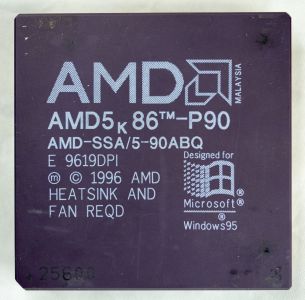 AMD
MALAYSIA
AMD5K86™-P90
AMD-SSA/5-90ABQ
E 9619DPI
ⓜ © 1996 AMD
HEATSINK AND
FAN REQD
Designed for
Microsoft®
Windows95